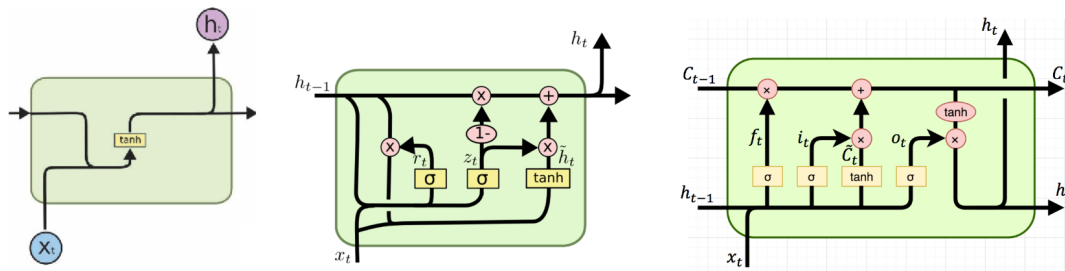 hₜ
tanh
Xₜ
hₜ
hₜ₋₁
x
+
1-
x
rₜ
zₜ
x
h̃ₜ
σ
σ
tanh
xₜ
hₜ
Cₜ₋₁
×
+
Cₜ
tanh
fₜ
iₜ
×
C̃ₜ
oₜ
×
σ
σ
tanh
σ
hₜ₋₁
h
xₜ